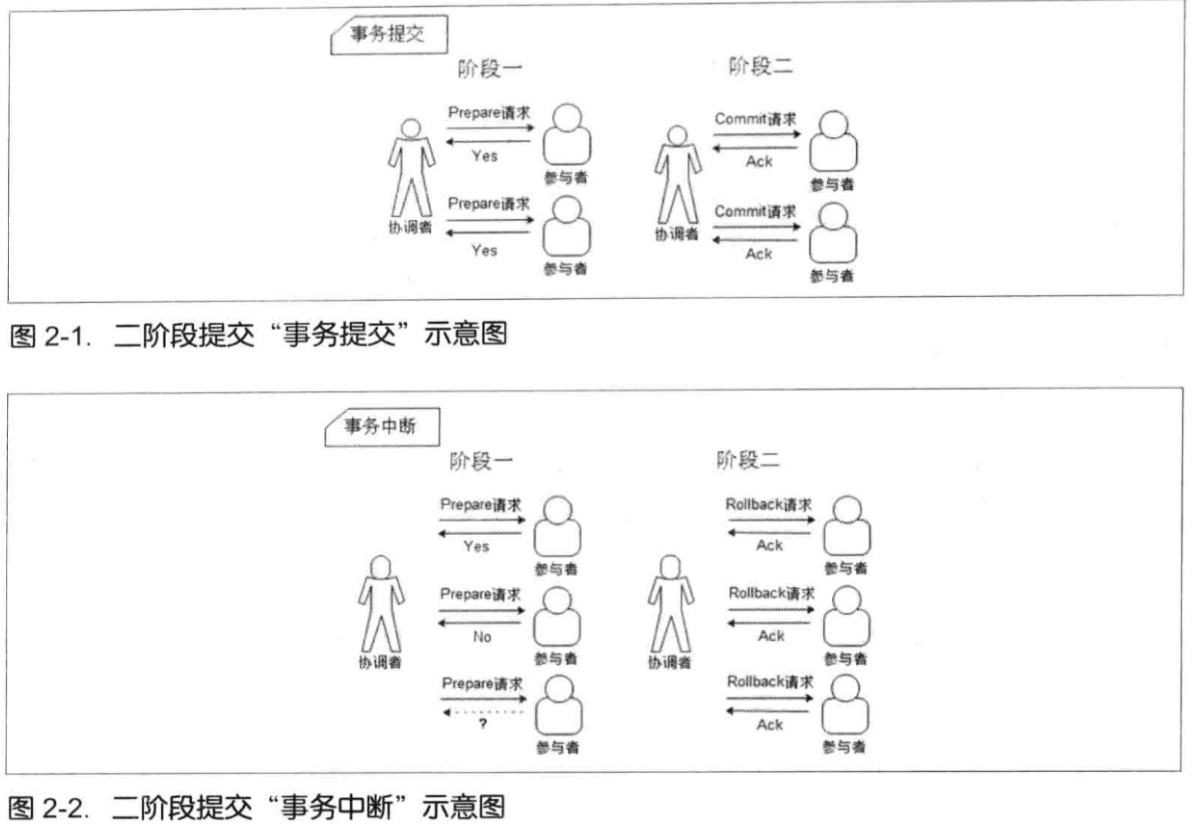 事务提交
阶段一
阶段二
Prepare请求
Yes
参与者
Prepare请求
Yes
参与者
协调者
Commit请求
Ack
参与者
Commit请求
Ack
参与者
协调者
图 2-1. 二阶段提交“事务提交”示意图
事务中断
阶段一
阶段二
Prepare请求
Yes
参与者
Prepare请求
No
参与者
协调者
Prepare请求
?
参与者
Rollback请求
Ack
参与者
Rollback请求
Ack
参与者
协调者
Rollback请求
Ack
参与者
图 2-2. 二阶段提交“事务中断”示意图